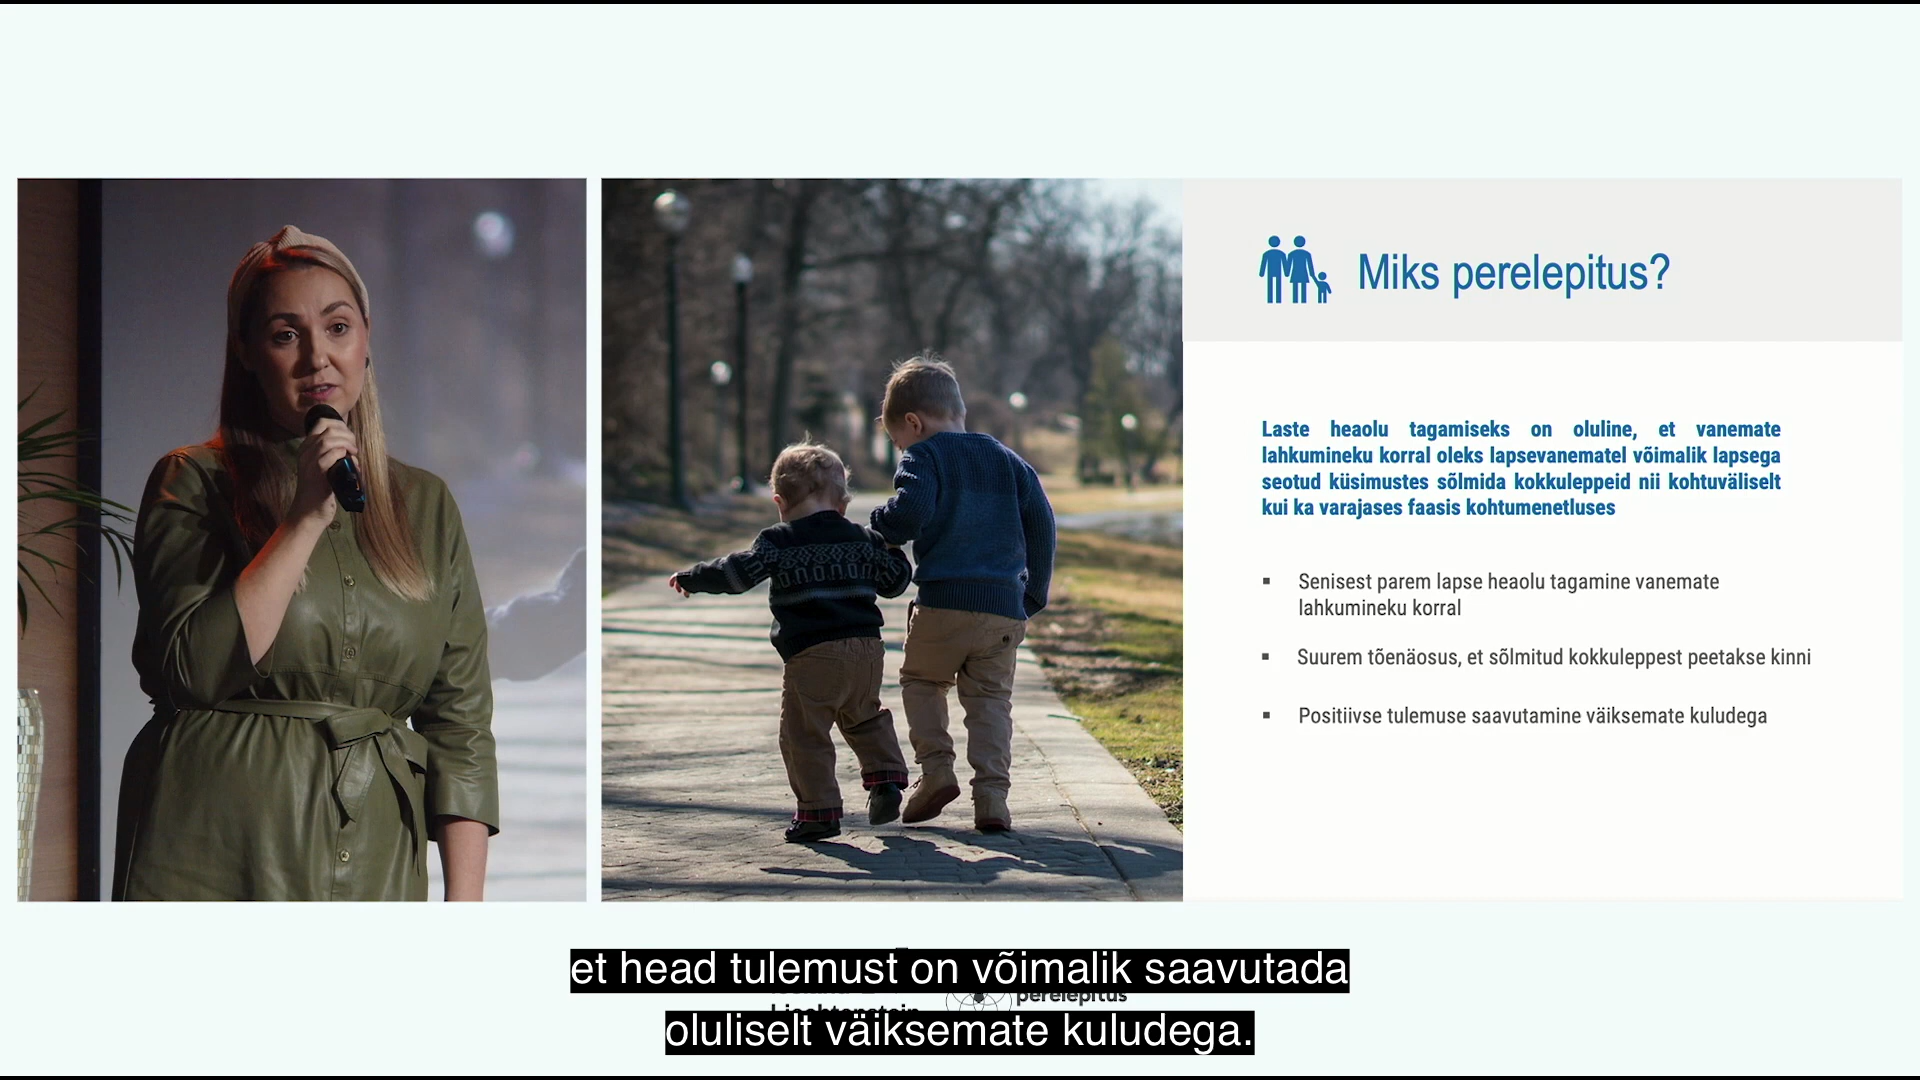 Miks perelepitus?
Laste heaolu tagamiseks on oluline, et vanemate
lahkumineku korral oleks lapsevanematel võimalik lapsega
seotud küsimustes sõlmida kokkuleppeid nii kohtuväliselt
kui ka varajases faasis kohtumenetluses
▪ Senisest parem lapse heaolu tagamine vanemate
lahkumineku korral
▪ Suurem tõenäosus, et sõlmitud kokkuleppest peetakse kinni
▪ Positiivse tulemuse saavutamine väiksemate kuludega
et head tulemust on võimalik saavutada
perelepitus
oluliselt väiksemate kuludega.